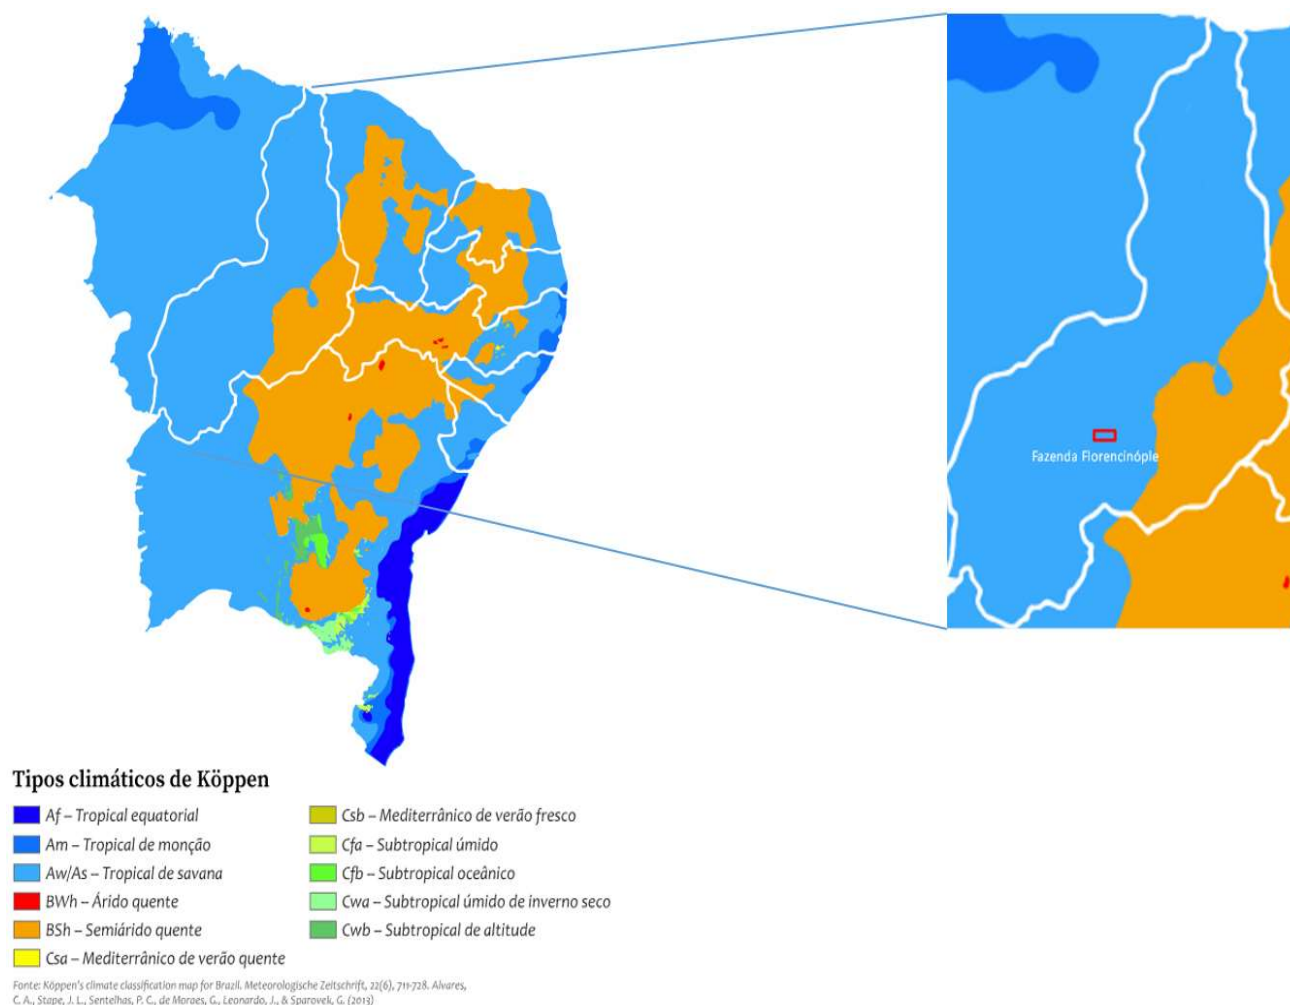 Fazenda Florencinóple
Tipos climáticos de Köppen
Af – Tropical equatorial
Am – Tropical de monção
Aw/As – Tropical de savana
BWh – Árido quente
BSh – Semiárido quente
Csa – Mediterrânico de verão quente
Csb – Mediterrânico de verão fresco
Cfa – Subtropical úmido
Cfb – Subtropical oceânico
Cwa – Subtropical úmido de inverno seco
Cwb – Subtropical de altitude
Fonte: Köppen's climate classification map for Brazil. Meteorologische Zeitschrift, 22(6), 711-728. Alvares,
C. A., Stape, J. L., Sentelhas, P. C., de Moraes, G., Leonardo, J., & Sparovek, G. (2013)